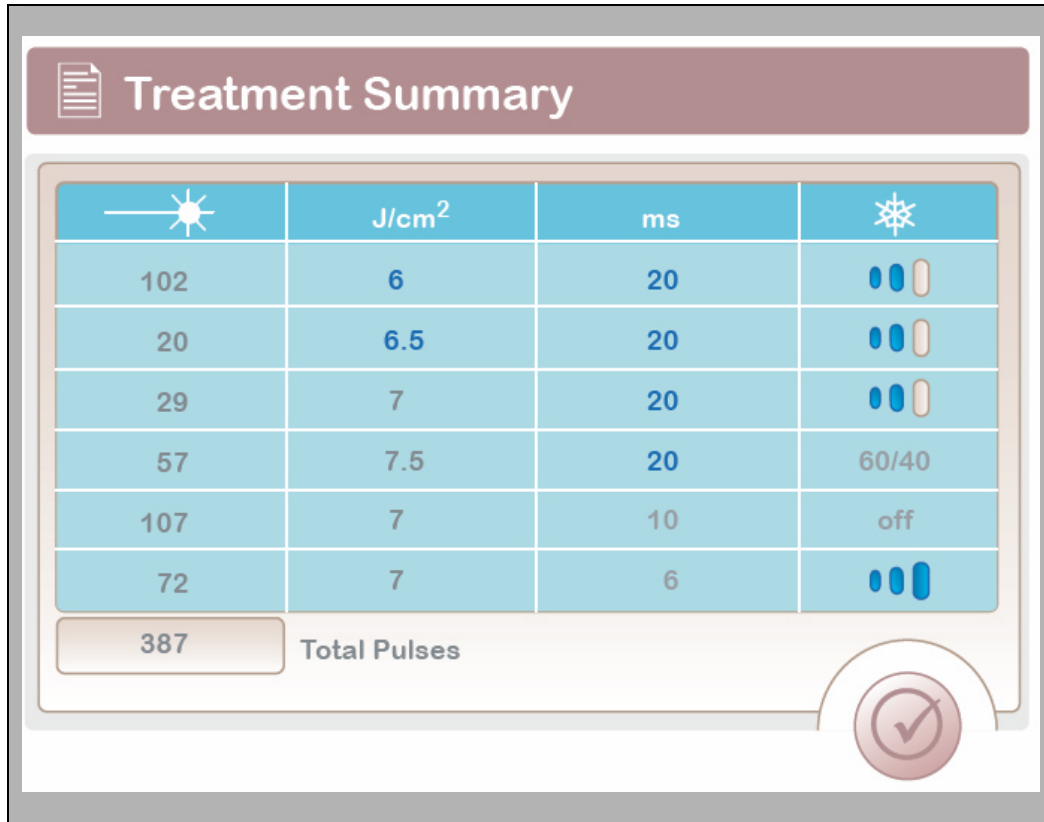 Treatment Summary
J/cm² ms
102 6 20
20 6.5 20
29 7 20
57 7.5 20 60/40
107 7 10 off
72 7 6
387 Total Pulses